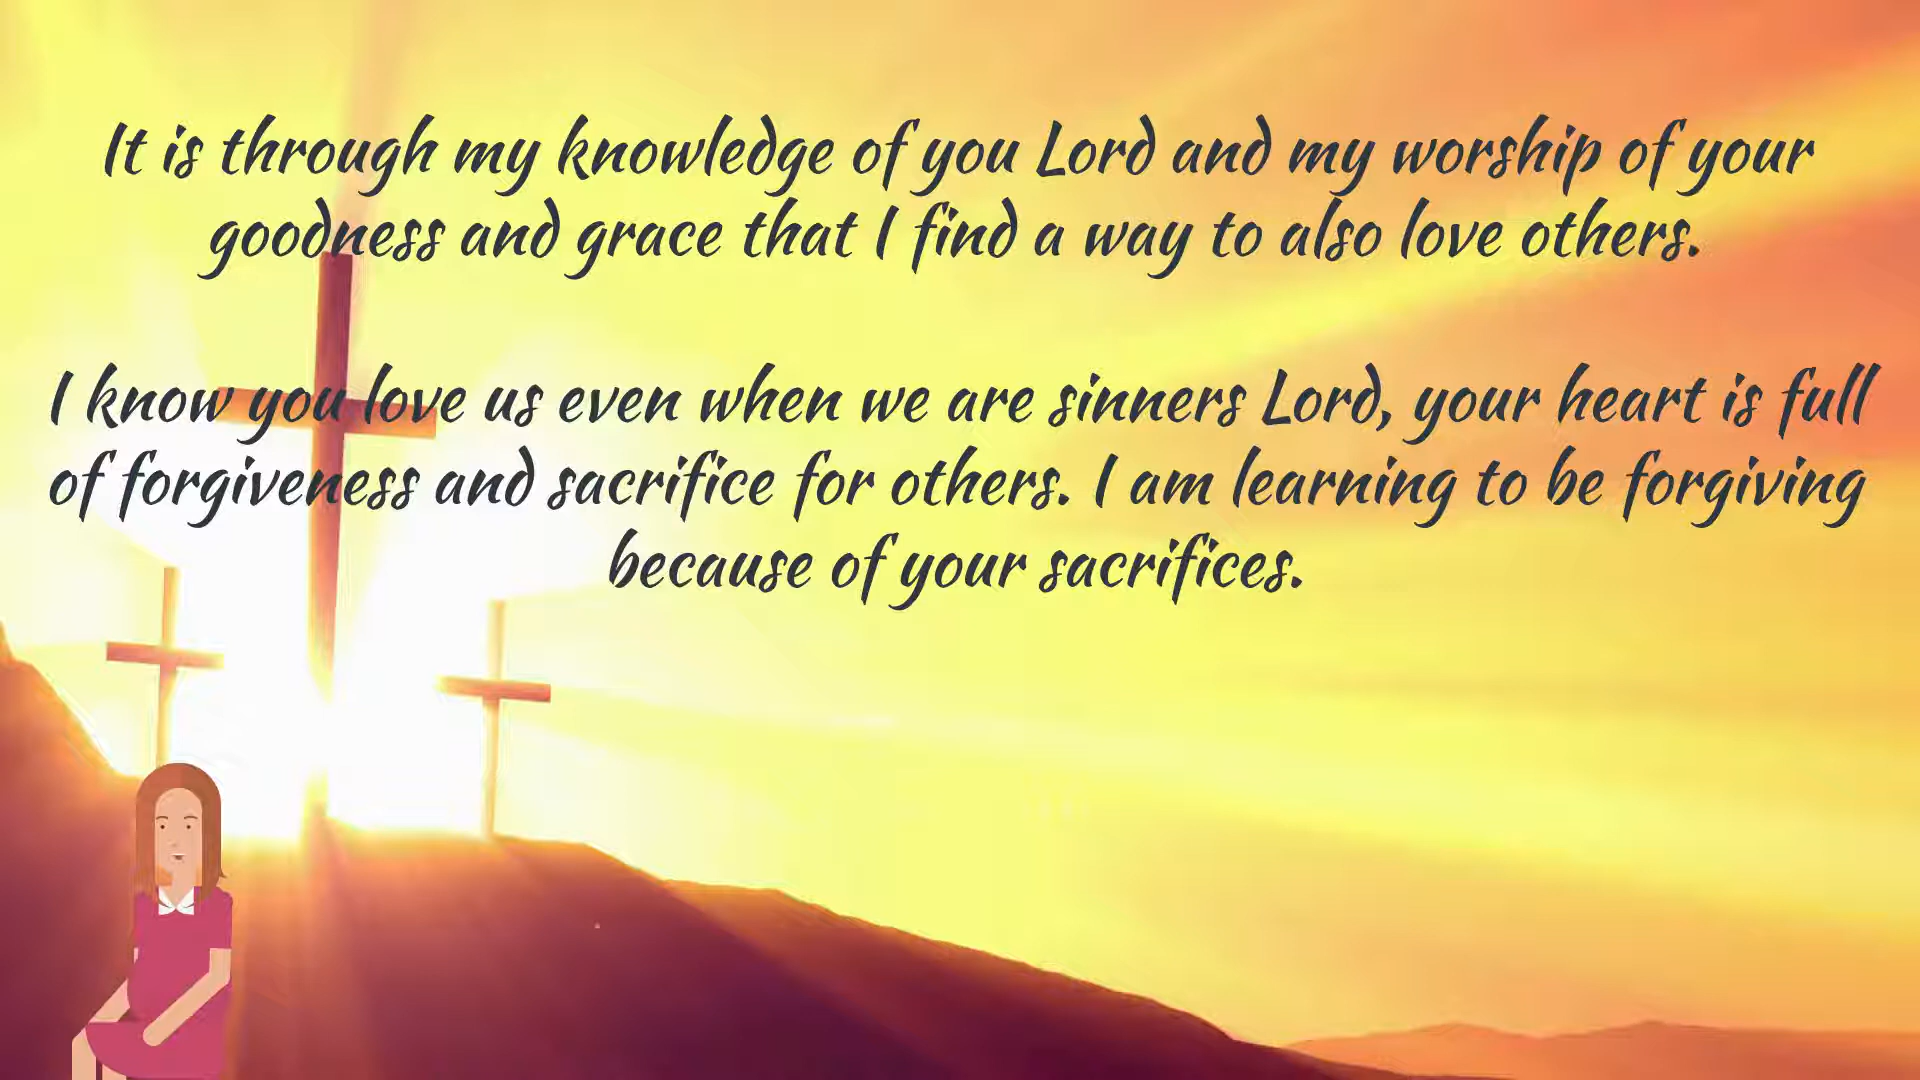 It is through my knowledge of you Lord and my worship of your
goodness and grace that I find a way to also love others.
I know you love us even when we are sinners Lord, your heart is full
of forgiveness and sacrifice for others. I am learning to be forgiving
because of your sacrifices.